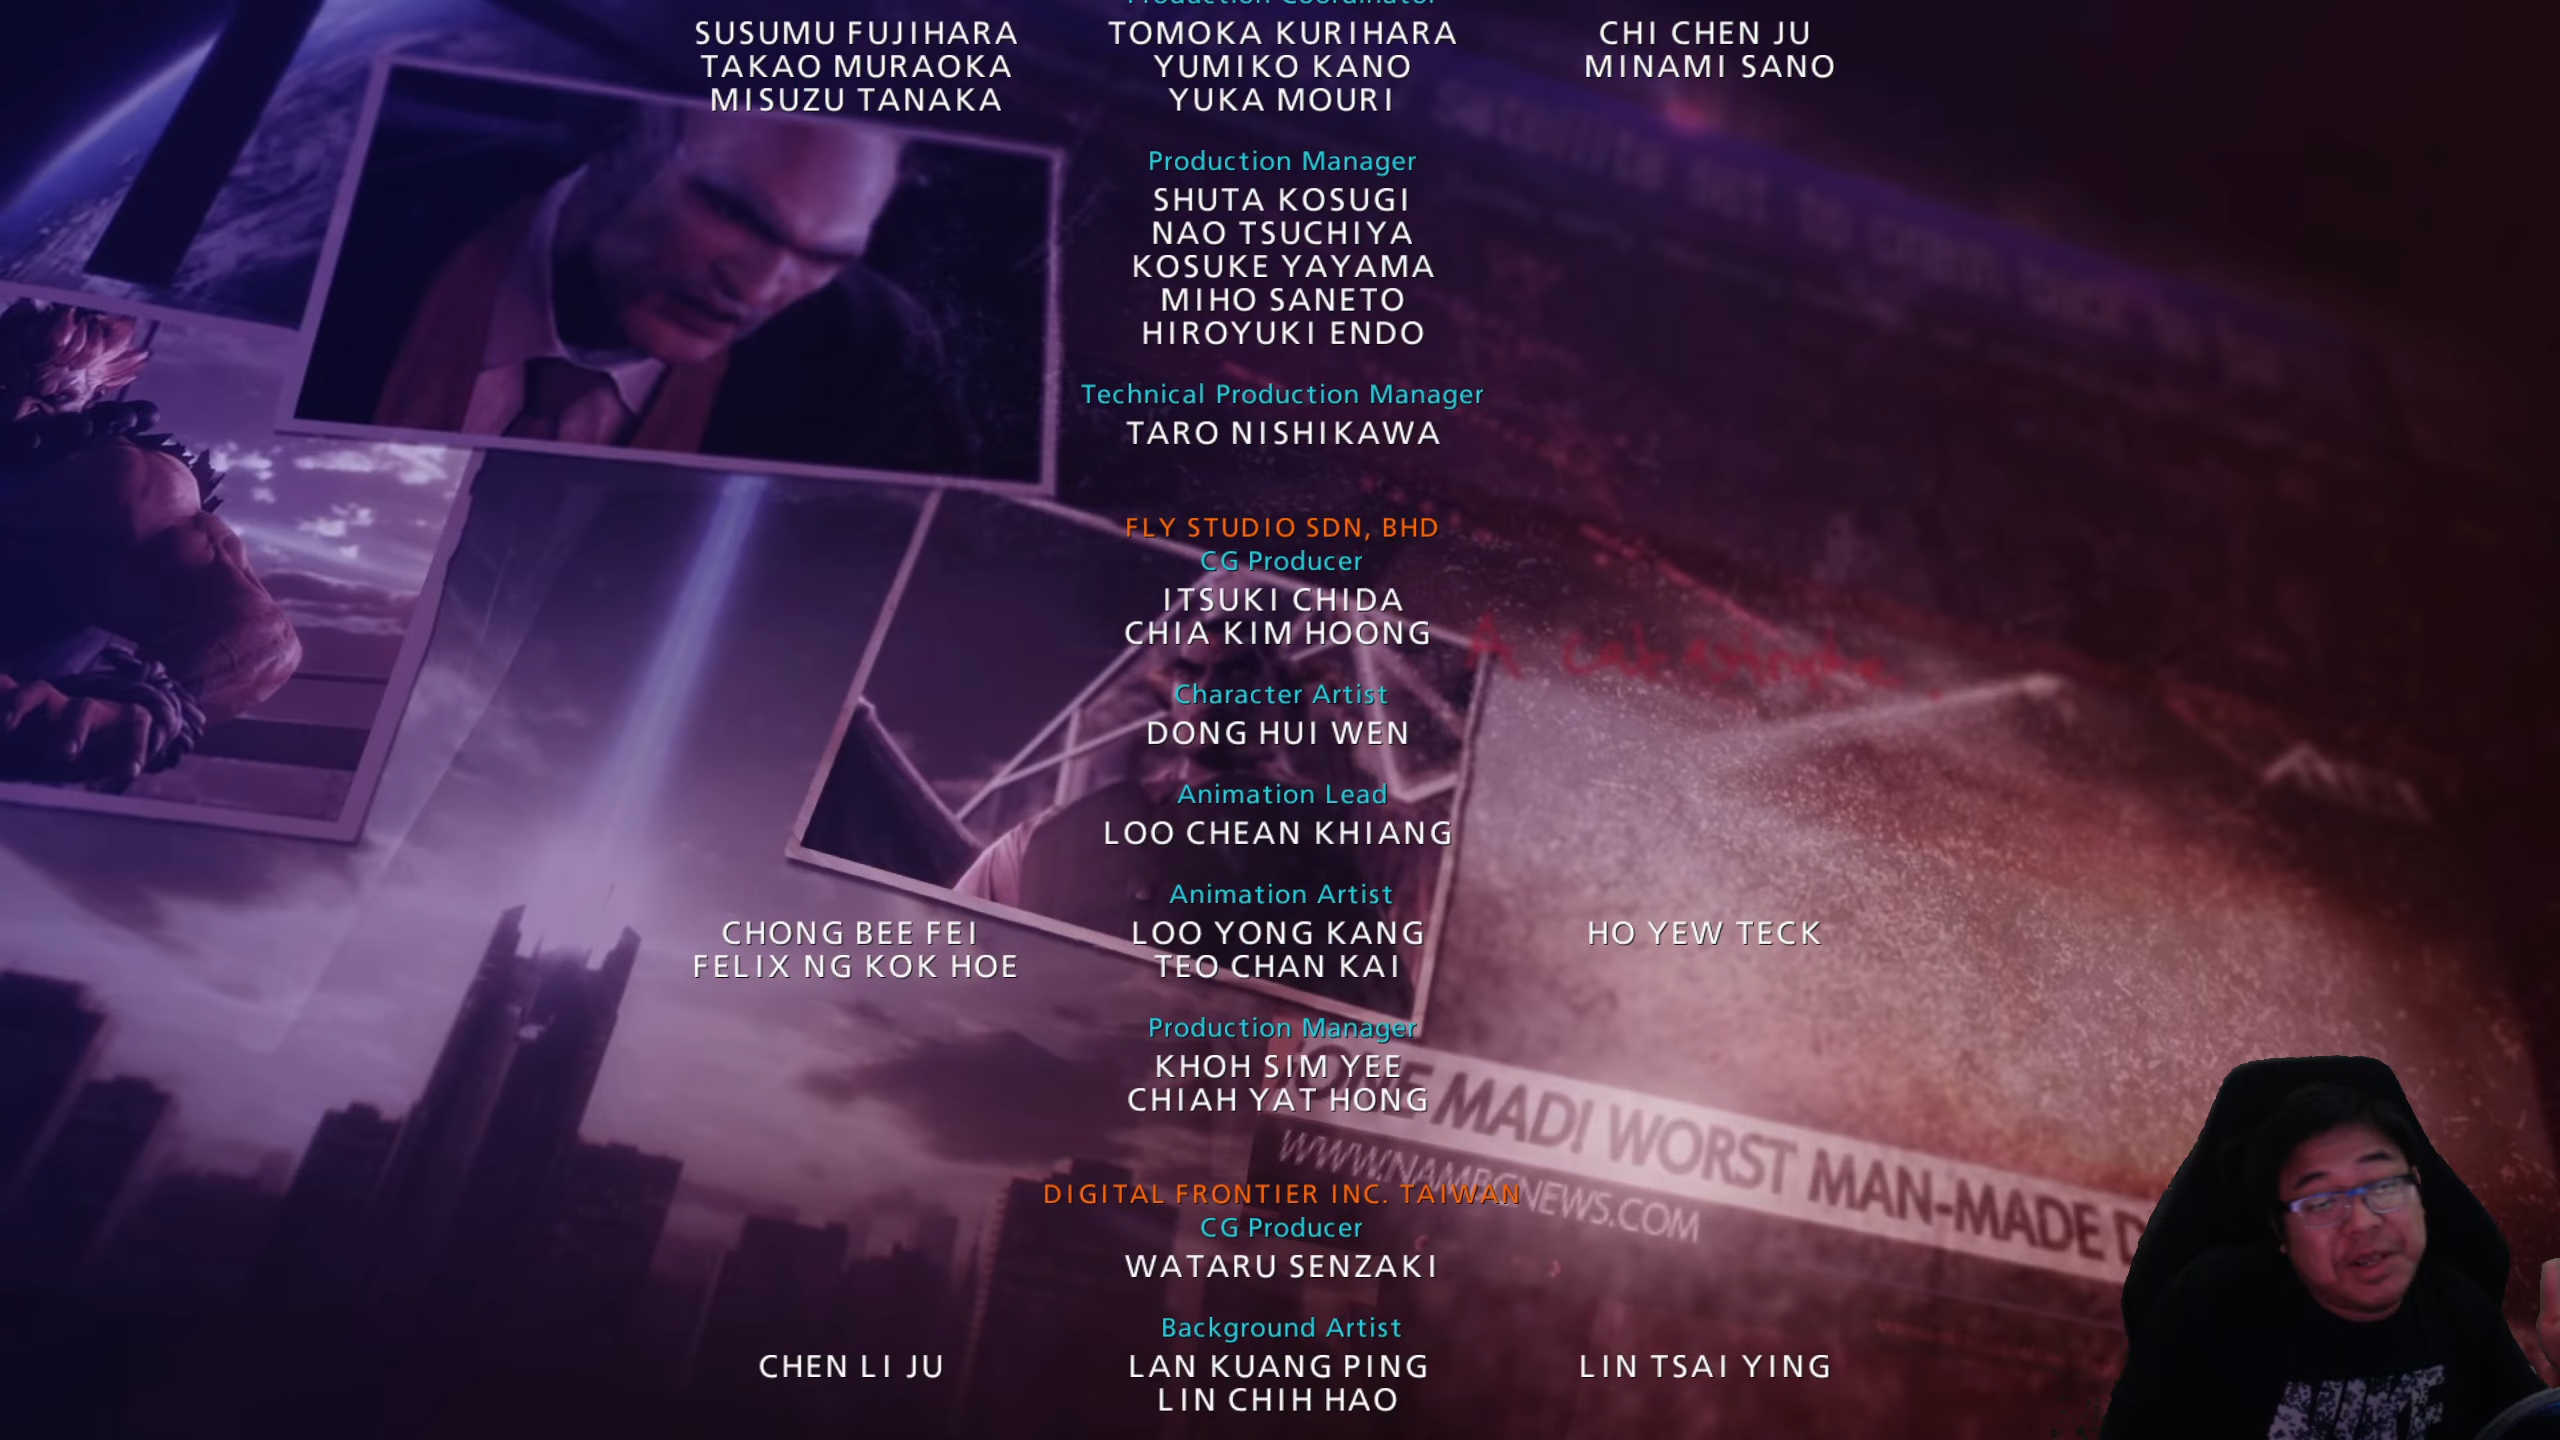 Production Coordinator
SUSUMU FUJIHARA TOMOKA KURIHARA CHI CHEN JU
TAKAO MURAOKA YUMIKO KANO MINAMI SANO
MISUZU TANAKA YUKA MOURI
Production Manager
SHUTA KOSUGI
NAO TSUCHIYA
KOSUKE YAYAMA
MIHO SANETO
HIROYUKI ENDO
Technical Production Manager
TARO NISHIKAWA
FLY STUDIO SDN, BHD
CG Producer
ITSUKI CHIDA
CHIA KIM HOONG
A catastrophe
Character Artist
DONG HUI WEN
Animation Lead
LOO CHEAN KHIANG
Animation Artist
CHONG BEE FEI LOO YONG KANG HO YEW TECK
FELIX NG KOK HOE TEO CHAN KAI
Production Manager
KHOH SIM YEE
CHIAH YAT HONG
MAD! WORST MAN-MADE
DIGITAL FRONTIER INC. TAIWAN
CG Producer
WATARU SENZAKI
Background Artist
CHEN LI JU LAN KUANG PING LIN TSAI YING
LIN CHIH HAO